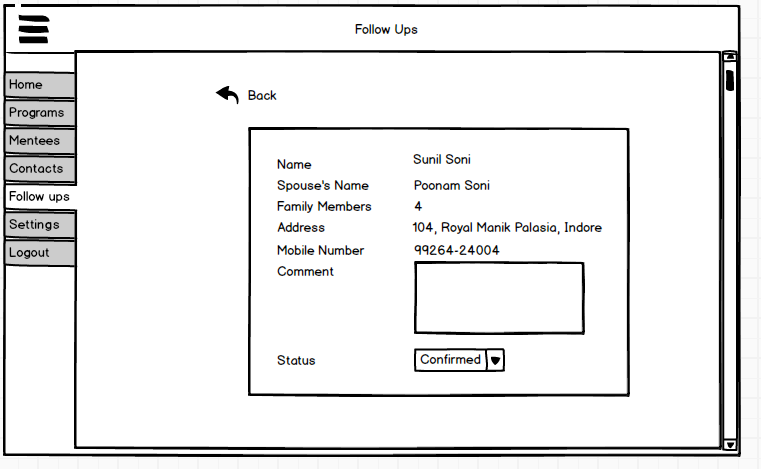 Follow Ups
Home
Programs
Mentees
Contacts
Follow ups
Settings
Logout
Back
Name Sunil Soni
Spouse's Name Poonam Soni
Family Members 4
Address 104, Royal Manik Palasia, Indore
Mobile Number 99264-24004
Comment
Status Confirmed